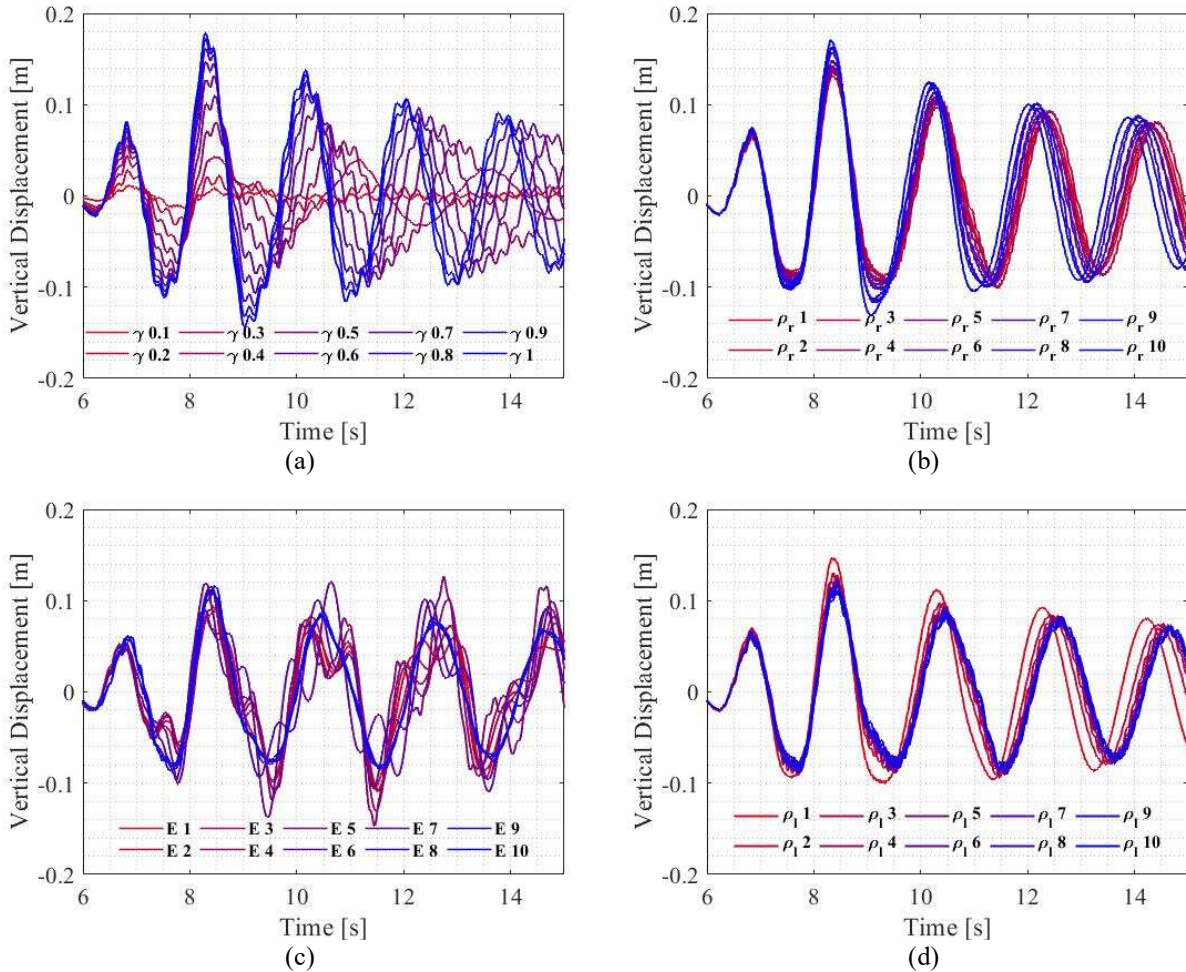 0.2
0.1
0
-0.1
-0.2
Vertical Displacement [m]
γ 0.1 γ 0.3 γ 0.5 γ 0.7 γ 0.9
γ 0.2 γ 0.4 γ 0.6 γ 0.8 γ 1
6 8 10 12 14
Time [s]
(a)
0.2
0.1
0
-0.1
-0.2
Vertical Displacement [m]
ρr 1 ρr 3 ρr 5 ρr 7 ρr 9
ρr 2 ρr 4 ρr 6 ρr 8 ρr 10
6 8 10 12 14
Time [s]
(b)
0.2
0.1
0
-0.1
-0.2
Vertical Displacement [m]
E 1 E 3 E 5 E 7 E 9
E 2 E 4 E 6 E 8 E 10
6 8 10 12 14
Time [s]
(c)
0.2
0.1
0
-0.1
-0.2
Vertical Displacement [m]
ρl 1 ρl 3 ρl 5 ρl 7 ρl 9
ρl 2 ρl 4 ρl 6 ρl 8 ρl 10
6 8 10 12 14
Time [s]
(d)